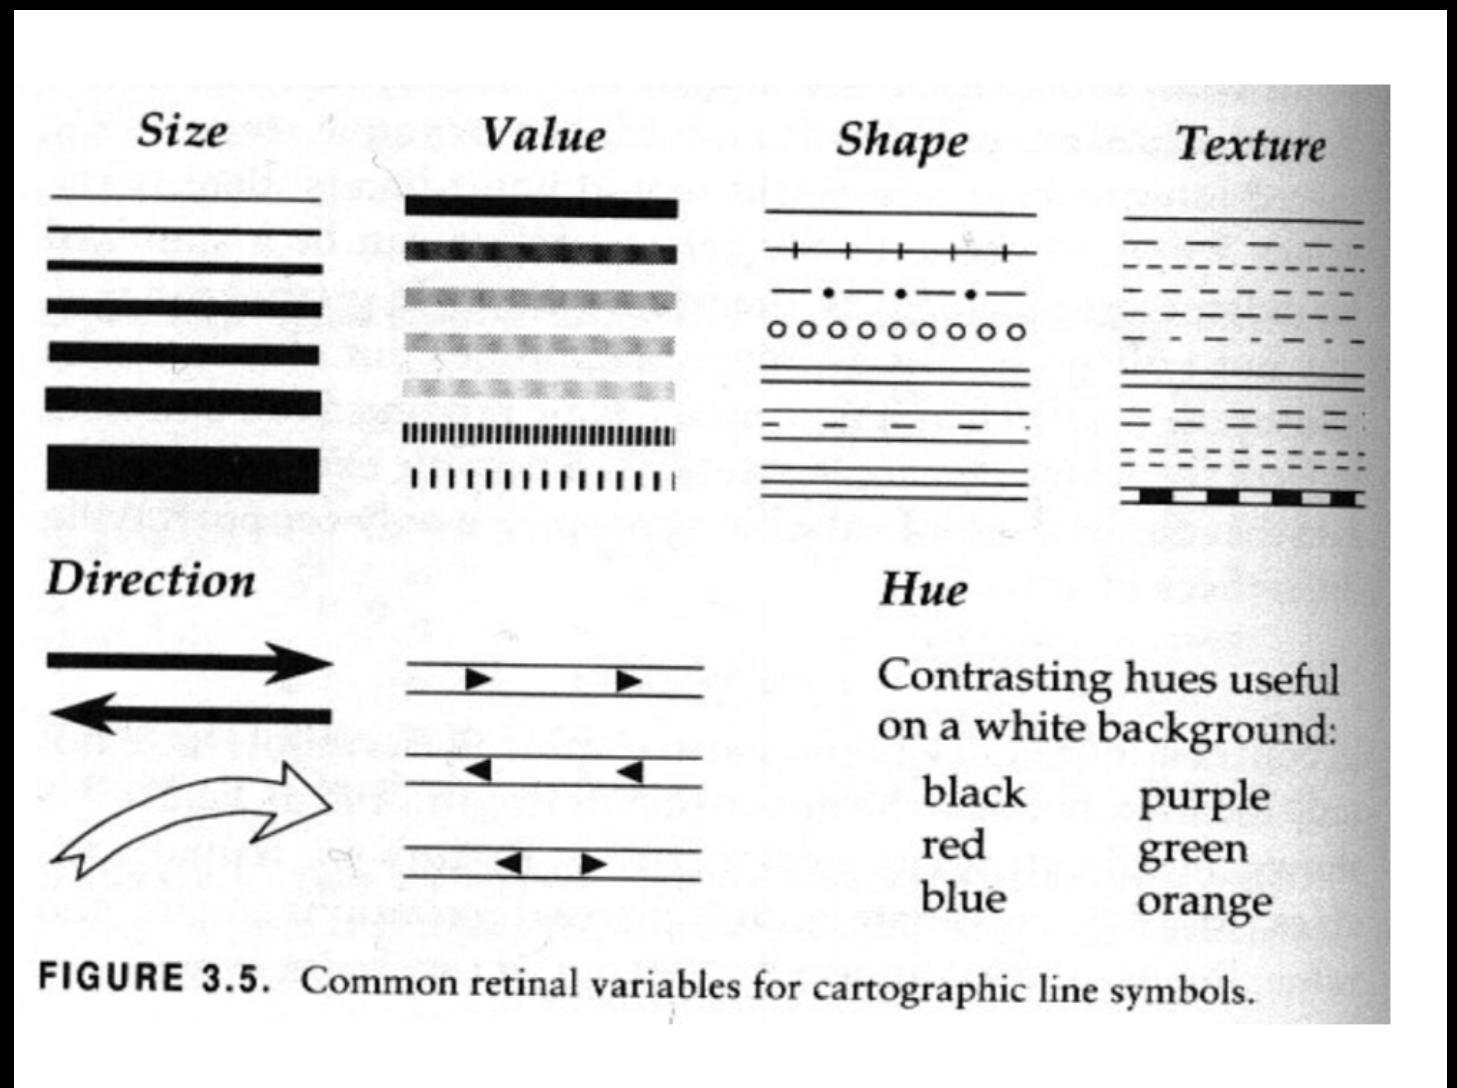 Size
Value
Shape
Texture
Direction
Hue
Contrasting hues useful
on a white background:
black purple
red green
blue orange
FIGURE 3.5. Common retinal variables for cartographic line symbols.